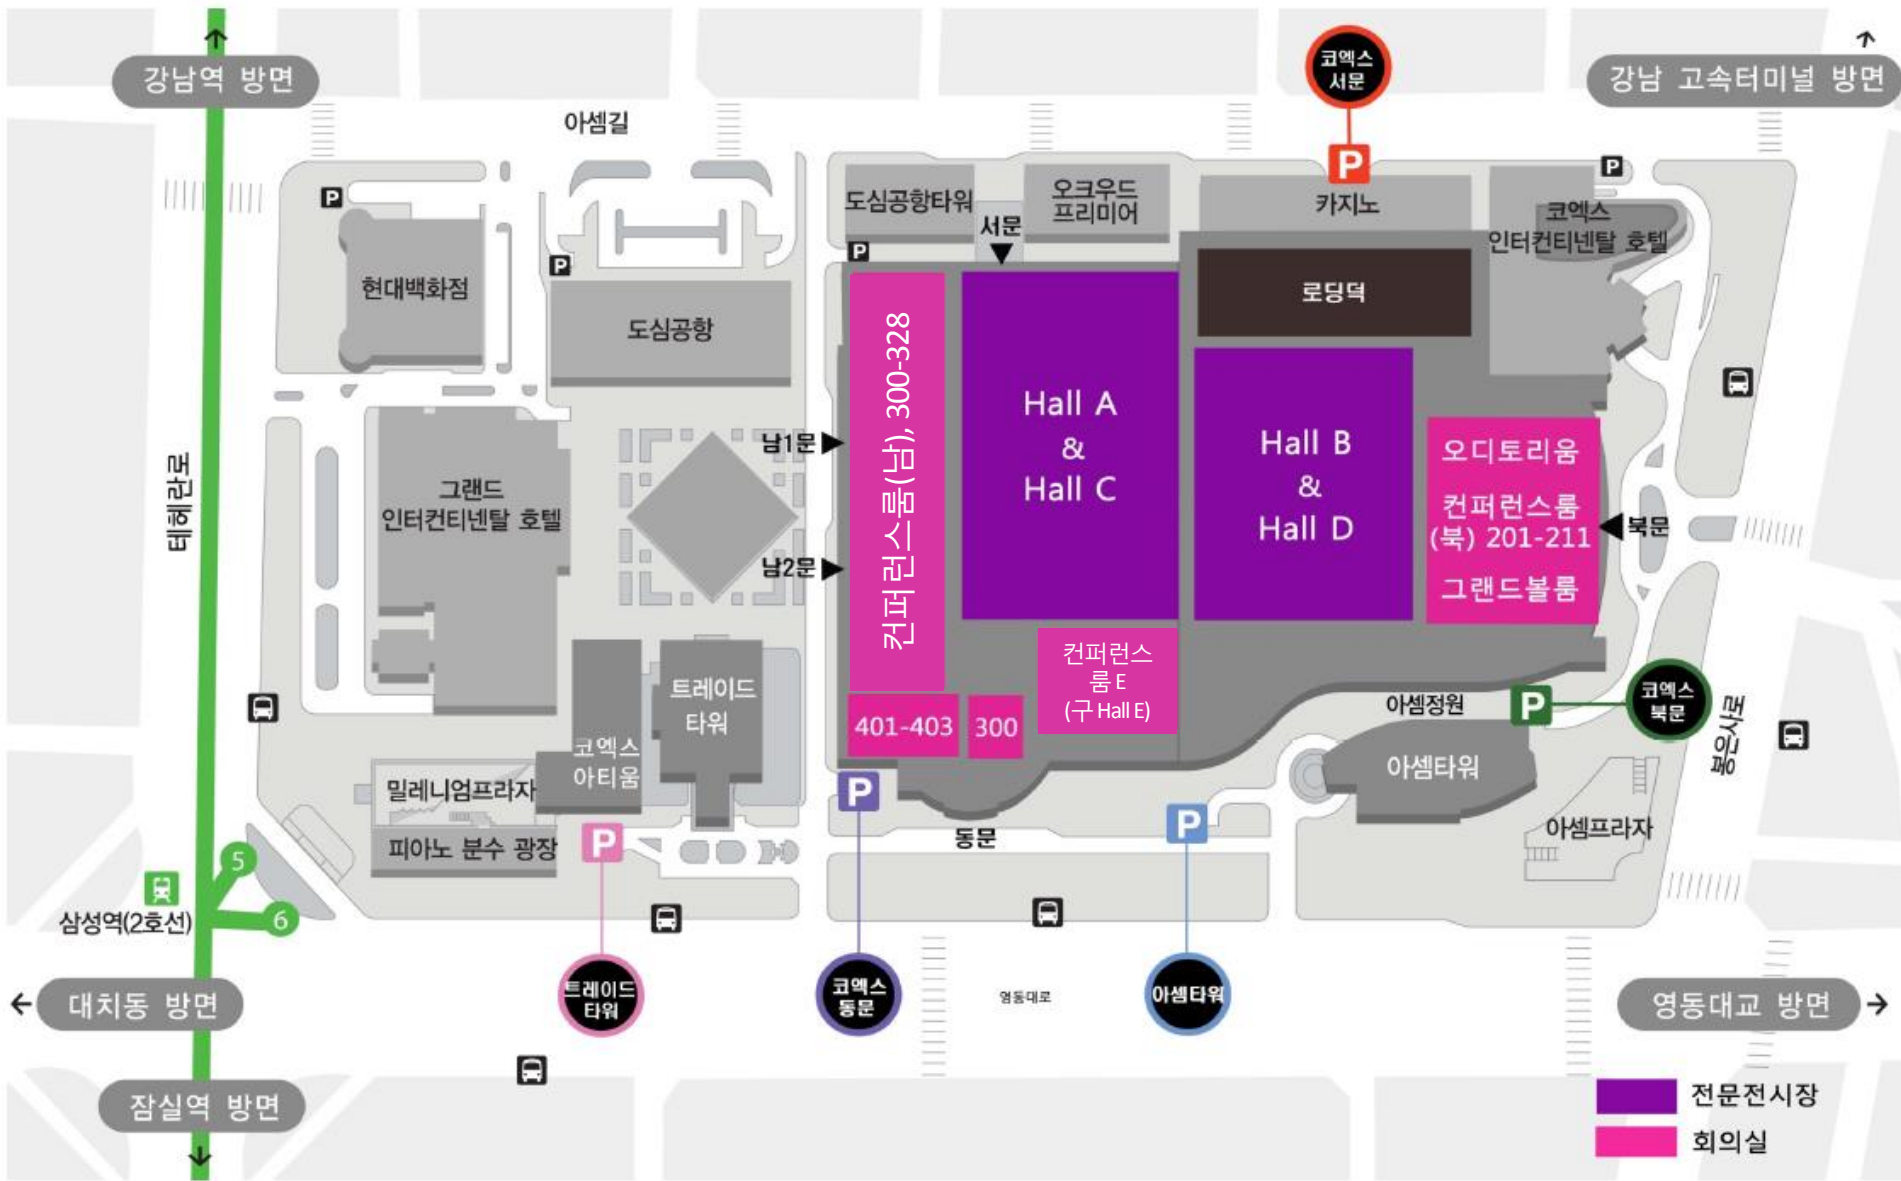 강남역 방면
코엑스
서문
강남 고속터미널 방면
아셈길
P
P
P
도심공항타워
오크우드
프리미어
카지노
코엑스
인터컨티넨탈 호텔
서문
P
P
현대백화점
도심공항
로딩덕
컨퍼런스룸(남), 300-328
Hall A
&
Hall C
Hall B
&
Hall D
오디토리움
컨퍼런스룸
(북) 201-211
그랜드볼룸
북문
남1문
남2문
테헤란로
그랜드
인터컨티넨탈 호텔
컨퍼런스
룸 E
(구 Hall E)
401-403
300
트레이드
타워
코엑스
아티움
밀레니엄프라자
피아노 분수 광장
아셈정원
P
코엑스
북문
봉은사로
아셈타워
아셈프라자
P
P
P
동문
5
6
삼성역(2호선)
대치동 방면
트레이드
타워
코엑스
동문
영동대로
아셈타워
영동대교 방면
잠실역 방면
전문전시장
회의실